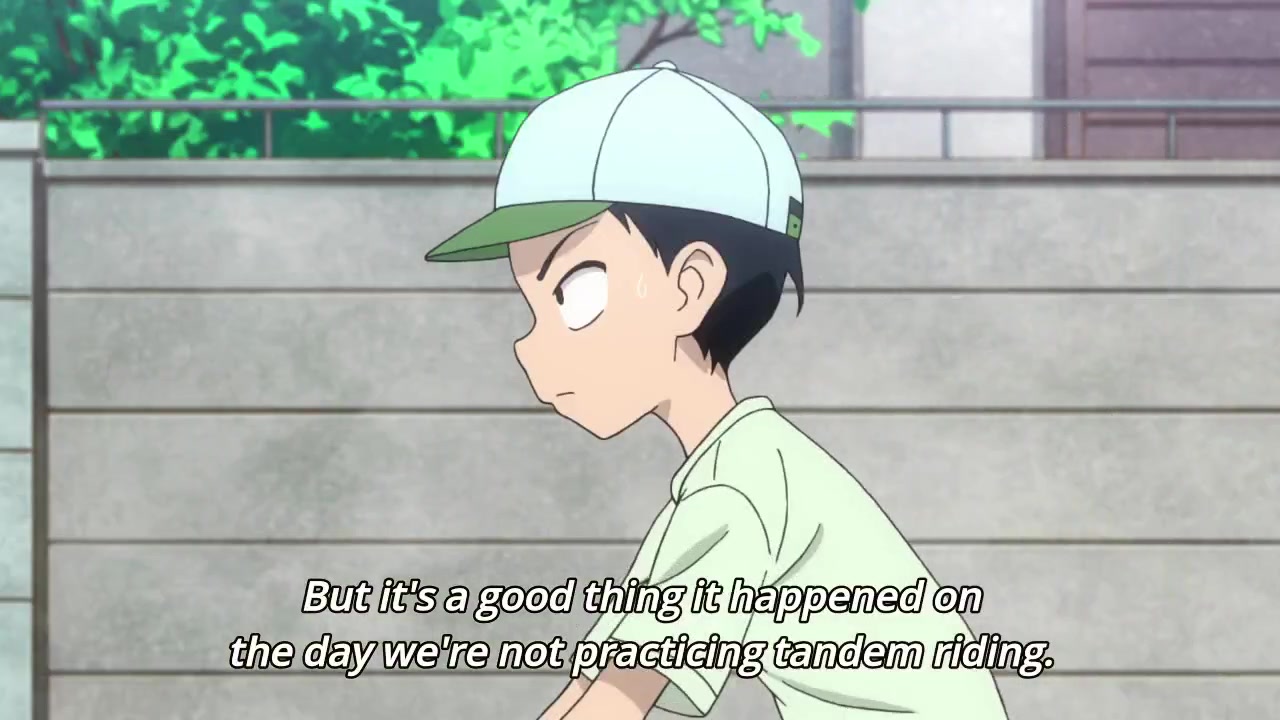 But it's a good thing it happened on
the day we're not practicing tandem riding.